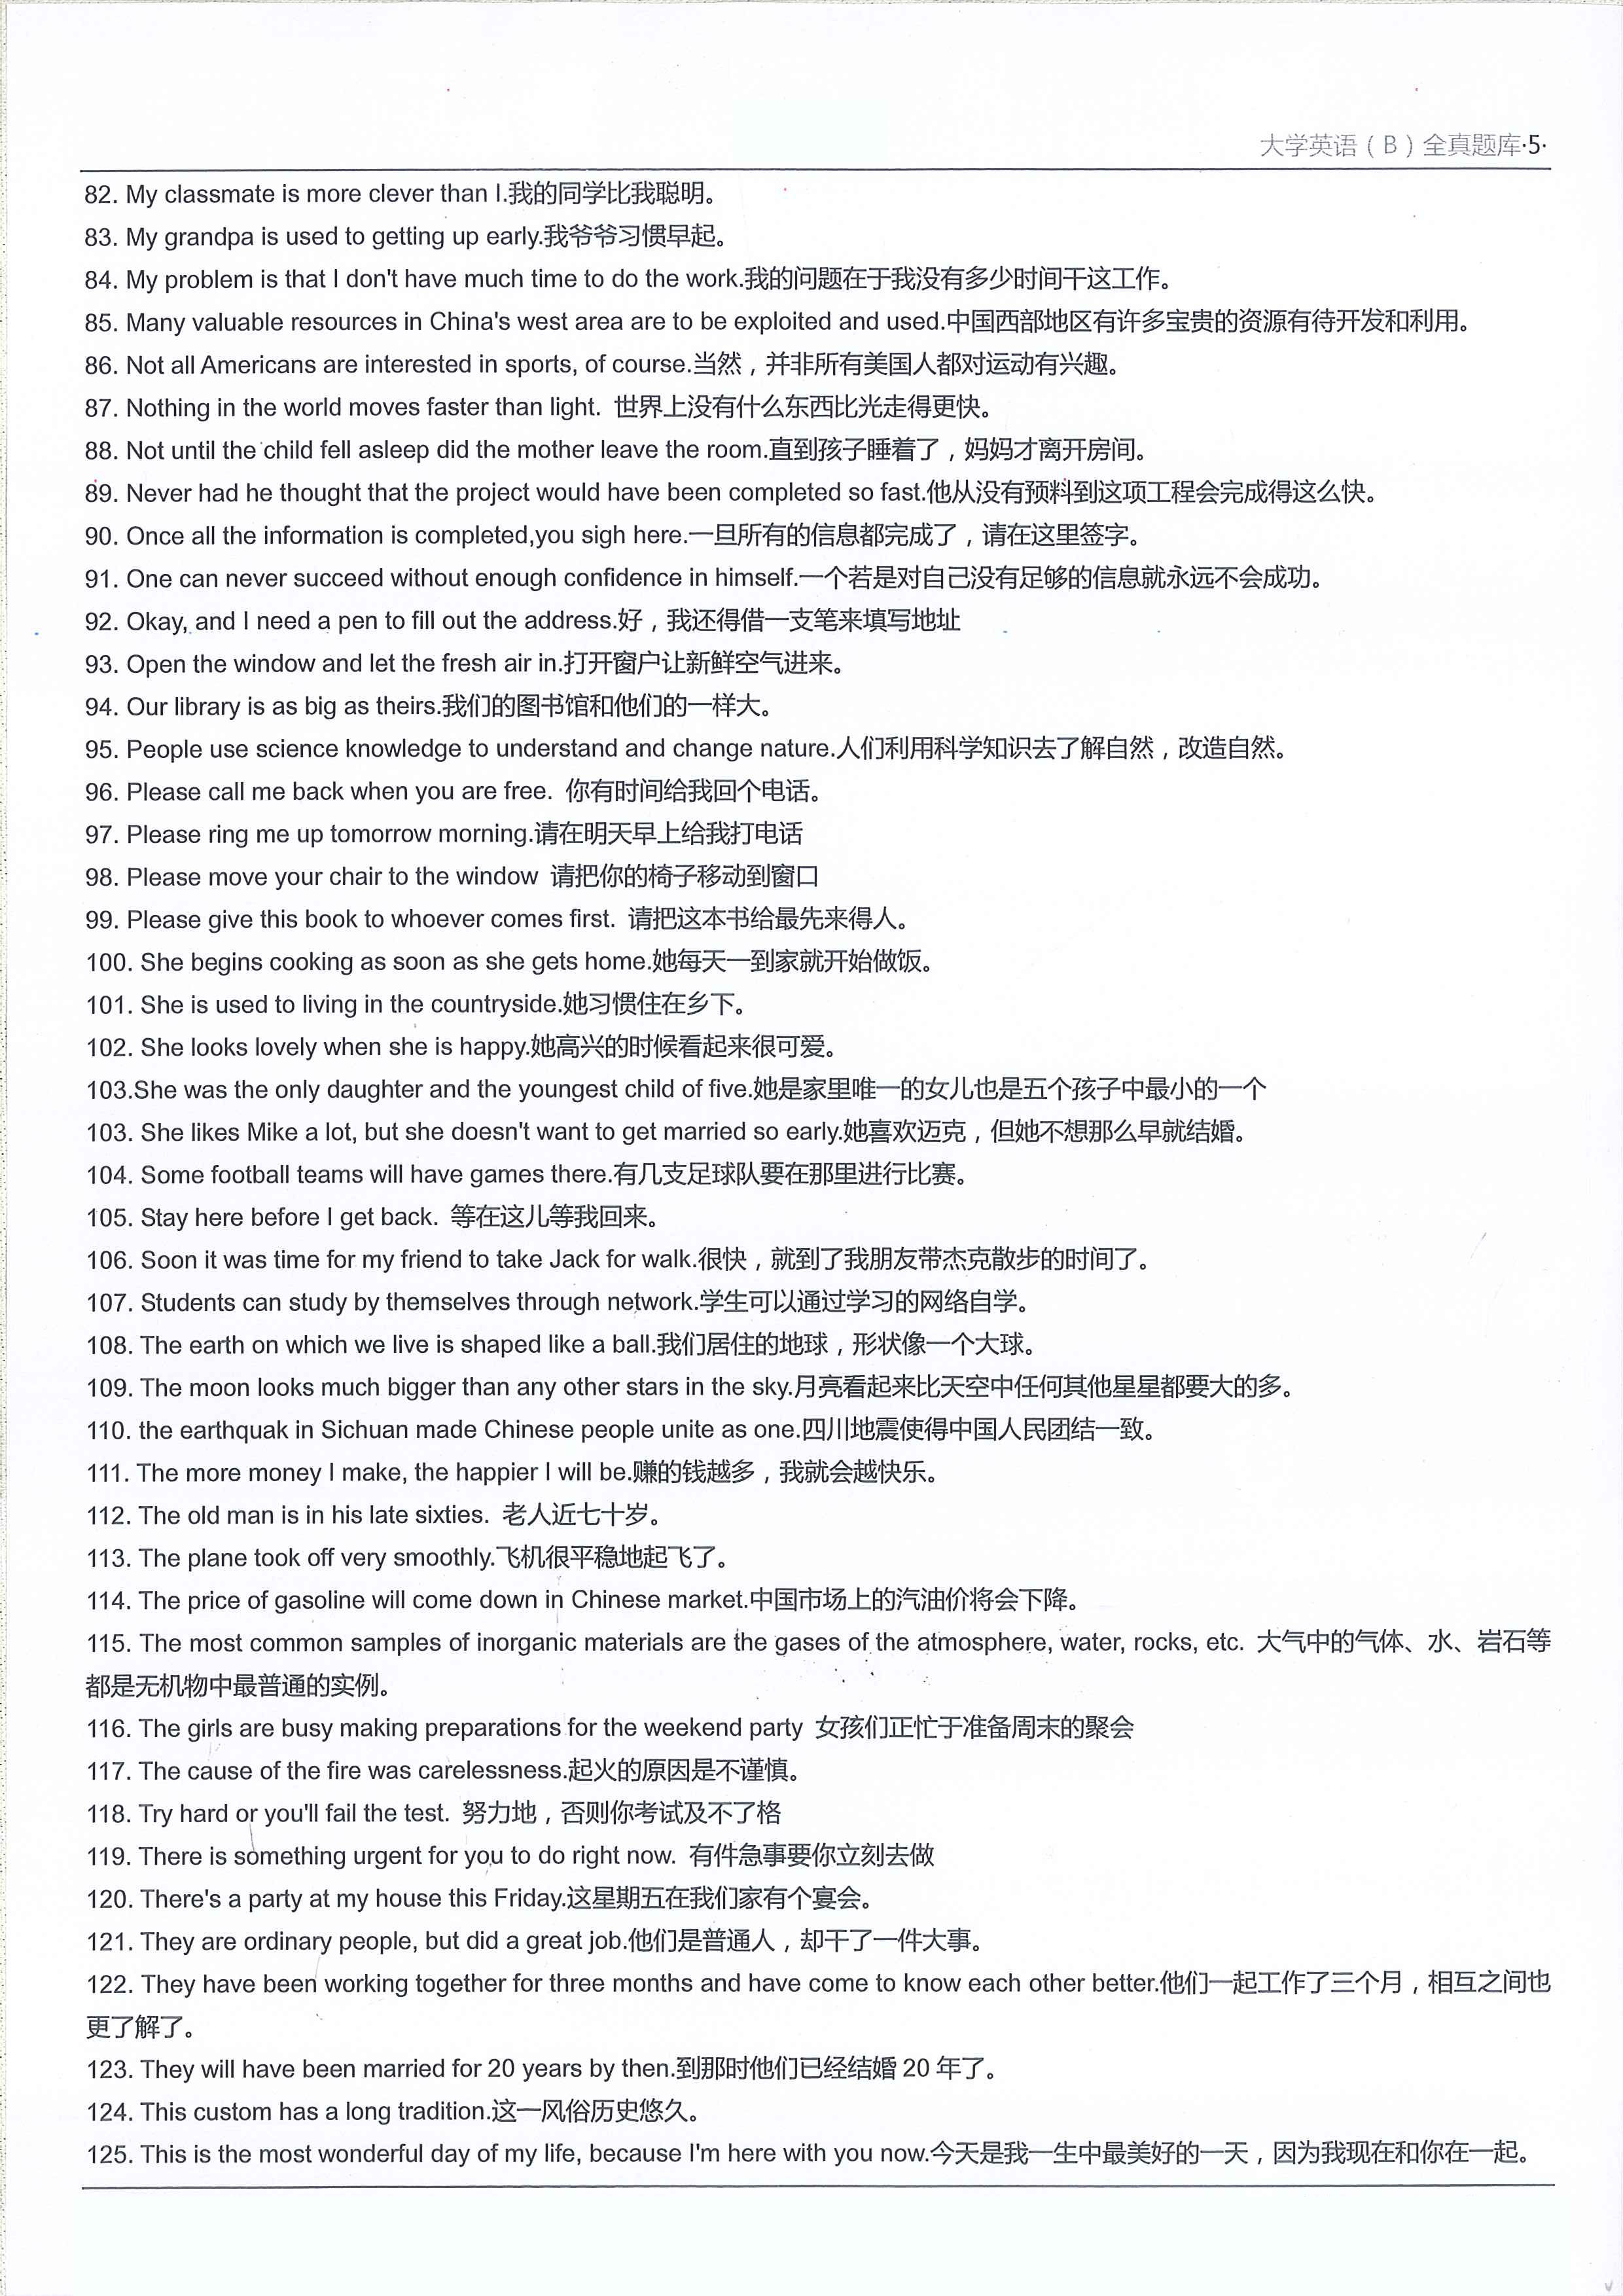 大学英语（B）全真题库·5·
82. My classmate is more clever than I.我的同学比我聪明。
83. My grandpa is used to getting up early.我爷爷习惯早起。
84. My problem is that I don't have much time to do the work.我的问题在于我没有多少时间干这工作。
85. Many valuable resources in China's west area are to be exploited and used.中国西部地区有许多宝贵的资源有待开发和利用。
86. Not all Americans are interested in sports, of course.当然，并非所有美国人都对运动有兴趣。
87. Nothing in the world moves faster than light. 世界上没有什么东西比光走得更快。
88. Not until the child fell asleep did the mother leave the room.直到孩子睡着了，妈妈才离开房间。
89. Never had he thought that the project would have been completed so fast.他从没有预料到这项工程会完成得这么快。
90. Once all the information is completed,you sigh here.一旦所有的信息都完成了，请在这里签字。
91. One can never succeed without enough confidence in himself.一个若是对自己没有足够的信息就永远不会成功。
92. Okay, and I need a pen to fill out the address.好，我还得借一支笔来填写地址
93. Open the window and let the fresh air in.打开窗户让新鲜空气进来。
94. Our library is as big as theirs.我们的图书馆和他们的一样大。
95. People use science knowledge to understand and change nature.人们利用科学知识去了解自然，改造自然。
96. Please call me back when you are free. 你有时间给我回个电话。
97. Please ring me up tomorrow morning.请在明天早上给我打电话
98. Please move your chair to the window 请把你的椅子移动到窗口
99. Please give this book to whoever comes first. 请把这本书给最先来得人。
100. She begins cooking as soon as she gets home.她每天一到家就开始做饭。
101. She is used to living in the countryside.她习惯住在乡下。
102. She looks lovely when she is happy.她高兴的时候看起来很可爱。
103.She was the only daughter and the youngest child of five.她是家里唯一的女儿也是五个孩子中最小的一个
103. She likes Mike a lot, but she doesn't want to get married so early.她喜欢迈克，但她不想那么早就结婚。
104. Some football teams will have games there.有几支足球队要在那里进行比赛。
105. Stay here before I get back. 等在这儿等我回来。
106. Soon it was time for my friend to take Jack for walk.很快，就到了我朋友带杰克散步的时间了。
107. Students can study by themselves through network.学生可以通过学习的网络自学。
108. The earth on which we live is shaped like a ball.我们居住的地球，形状像一个大球。
109. The moon looks much bigger than any other stars in the sky.月亮看起来比天空中任何其他星星都要大的多。
110. the earthquak in Sichuan made Chinese people unite as one.四川地震使得中国人民团结一致。
111. The more money I make, the happier I will be.赚的钱越多，我就会越快乐。
112. The old man is in his late sixties. 老人近七十岁。
113. The plane took off very smoothly.飞机很平稳地起飞了。
114. The price of gasoline will come down in Chinese market.中国市场上的汽油价将会下降。
115. The most common samples of inorganic materials are the gases of the atmosphere, water, rocks, etc. 大气中的气体、水、岩石等
都是无机物中最普通的实例。
116. The girls are busy making preparations for the weekend party 女孩们正忙于准备周末的聚会
117. The cause of the fire was carelessness.起火的原因是不谨慎。
118. Try hard or you'll fail the test. 努力地，否则你考试及不了格
119. There is something urgent for you to do right now. 有件急事要你立刻去做
120. There's a party at my house this Friday.这星期五在我们家有个宴会。
121. They are ordinary people, but did a great job.他们是普通人，却干了一件大事。
122. They have been working together for three months and have come to know each other better.他们一起工作了三个月，相互之间也
更了解了。
123. They will have been married for 20 years by then.到那时他们已经结婚 20 年了。
124. This custom has a long tradition.这一风俗历史悠久。
125. This is the most wonderful day of my life, because I'm here with you now.今天是我一生中最美好的一天，因为我现在和你在一起。